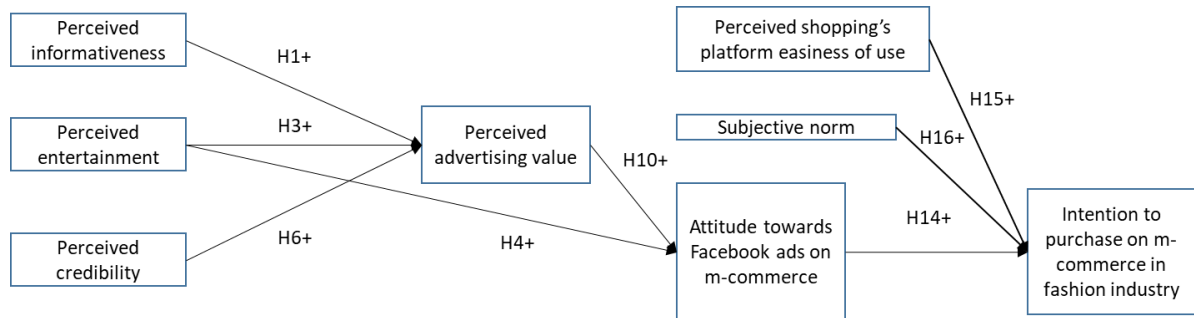 Perceived
informativeness
H1+
Perceived
entertainment
H3+
Perceived
credibility
H6+
H4+
Perceived
advertising value
H10+
Perceived shopping’s
platform easiness of use
H15+
Subjective norm
H16+
Attitude towards
Facebook ads on
m-commerce
H14+
Intention to
purchase on m-
commerce in
fashion industry